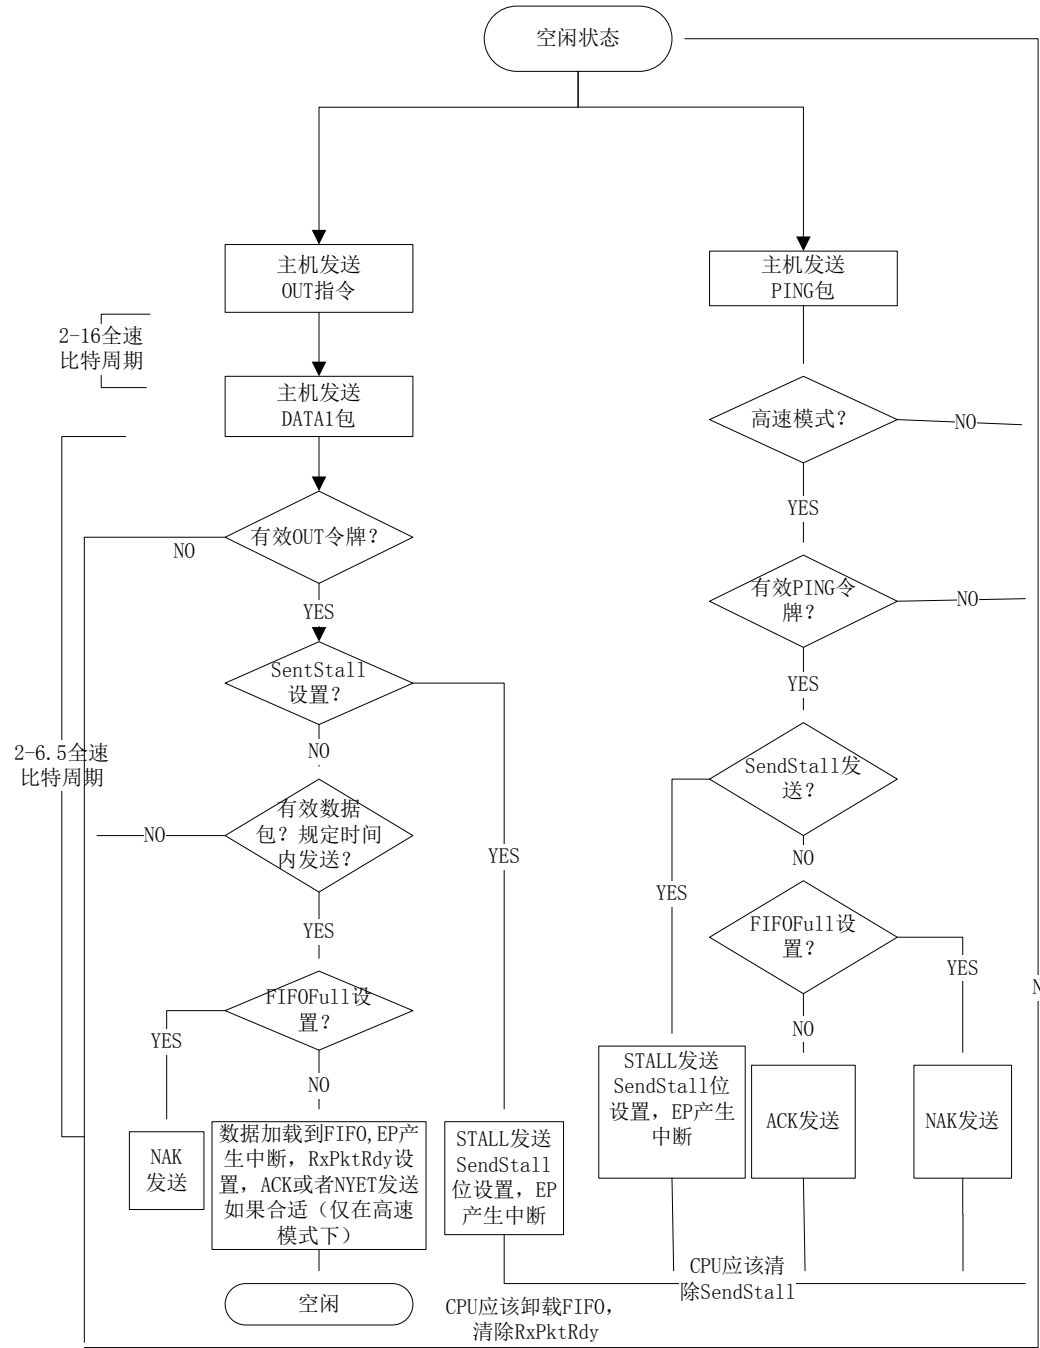 空闲状态
主机发送
OUT指令
主机发送
PING包
2-16全速
比特周期
主机发送
DATA1包
高速模式?
NO
YES
有效OUT令牌?
NO
YES
有效PING令
牌?
NO
YES
SentStall
设置?
NO
YES
2-6.5全速
比特周期
SendStall发
送?
NO
YES
有效数据
包? 规定时间
内发送?
NO
YES
FIFOFull设
置?
YES
NO
FIFOFull设
置?
YES
NO
N
STALL发送
SendStall位
设置, EP产生
中断
ACK发送
NAK发送
NAK
发送
数据加载到FIFO,EP产
生中断, RxPktRdy设
置, ACK或者NYET发送
如果合适（仅在高速
模式下）
STALL发送
SendStall
位设置, EP
产生中断
CPU应该清
除SendStall
空闲
CPU应该卸载FIFO,
清除RxPktRdy